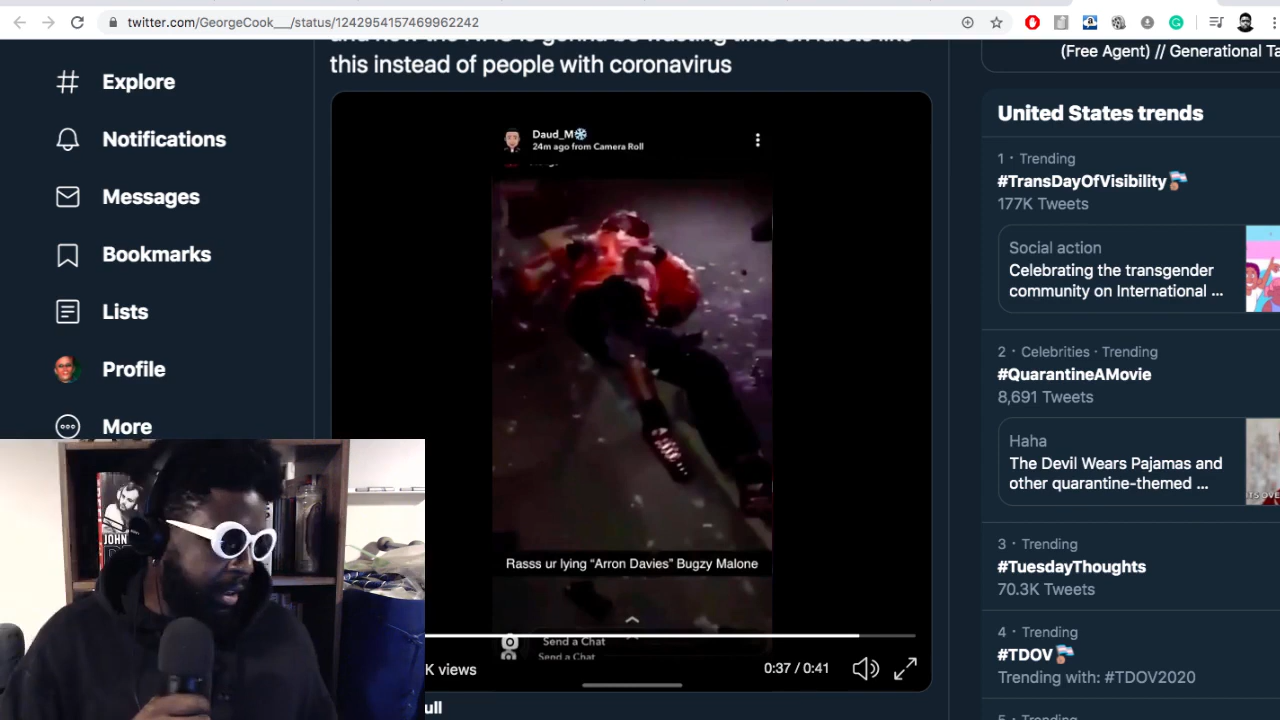 twitter.com/GeorgeCook__/status/1242954157469962242
Explore
Notifications
Messages
Bookmarks
Lists
Profile
More
this instead of people with coronavirus
Daud_M
24m ago from Camera Roll
Rasss ur lying “Arron Davies” Bugzy Malone
Send a Chat
Send a Chat
K views
0:37 / 0:41
ull
JOHN
(Free Agent) // Generational Ta
United States trends
1 · Trending
#TransDayOfVisibility
177K Tweets
Social action
Celebrating the transgender
community on International ...
2 · Celebrities · Trending
#QuarantineAMovie
8,691 Tweets
Haha
The Devil Wears Pajamas and
other quarantine-themed ...
3 · Trending
#TuesdayThoughts
70.3K Tweets
4 · Trending
#TDOV
Trending with: #TDOV2020